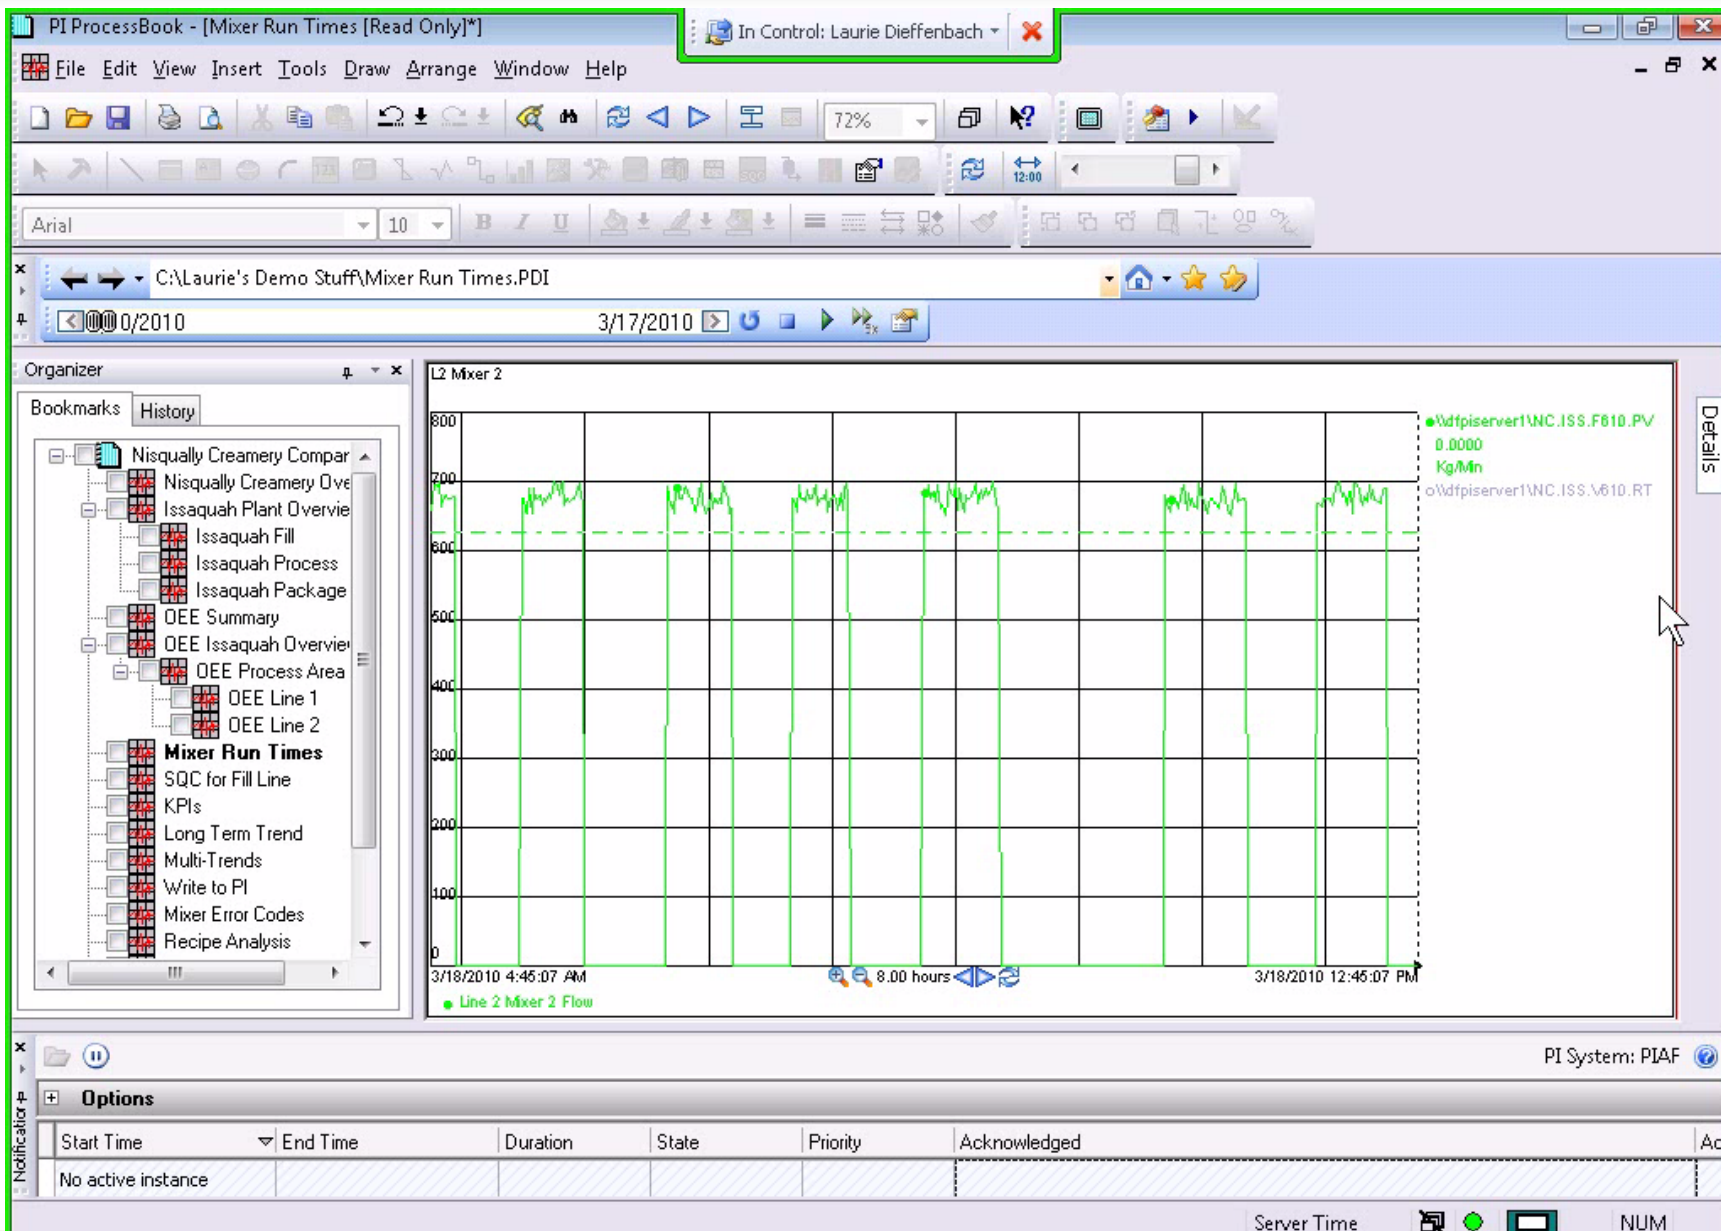 PI ProcessBook - [Mixer Run Times [Read Only]*]
In Control: Laurie Dieffenbach
File Edit View Insert Tools Draw Arrange Window Help
72%
12:00
Arial 10 B I U
C:\Laurie's Demo Stuff\Mixer Run Times.PDI
0/2010 3/17/2010
Organizer
Bookmarks History
Nisqually Creamery Compar
Nisqually Creamery Ove
Issaquah Plant Overvie
Issaquah Fill
Issaquah Process
Issaquah Package
OEE Summary
OEE Issaquah Overvie
OEE Process Area
OEE Line 1
OEE Line 2
Mixer Run Times
SQC for Fill Line
KPIs
Long Term Trend
Multi-Trends
Write to PI
Mixer Error Codes
Recipe Analysis
L2 Mixer 2
800
700
600
500
400
300
200
100
0
3/18/2010 4:45:07 AM 8.00 hours 3/18/2010 12:45:07 PM
Line 2 Mixer 2 Flow
\\dfpiserver1\NC.ISS.F610.PV
0.0000
Kg/Min
\\dfpiserver1\NC.ISS.V610.RT
Details
PI System: PIAF
Notification
Options
Start Time End Time Duration State Priority Acknowledged Ac
No active instance
Server Time NUM